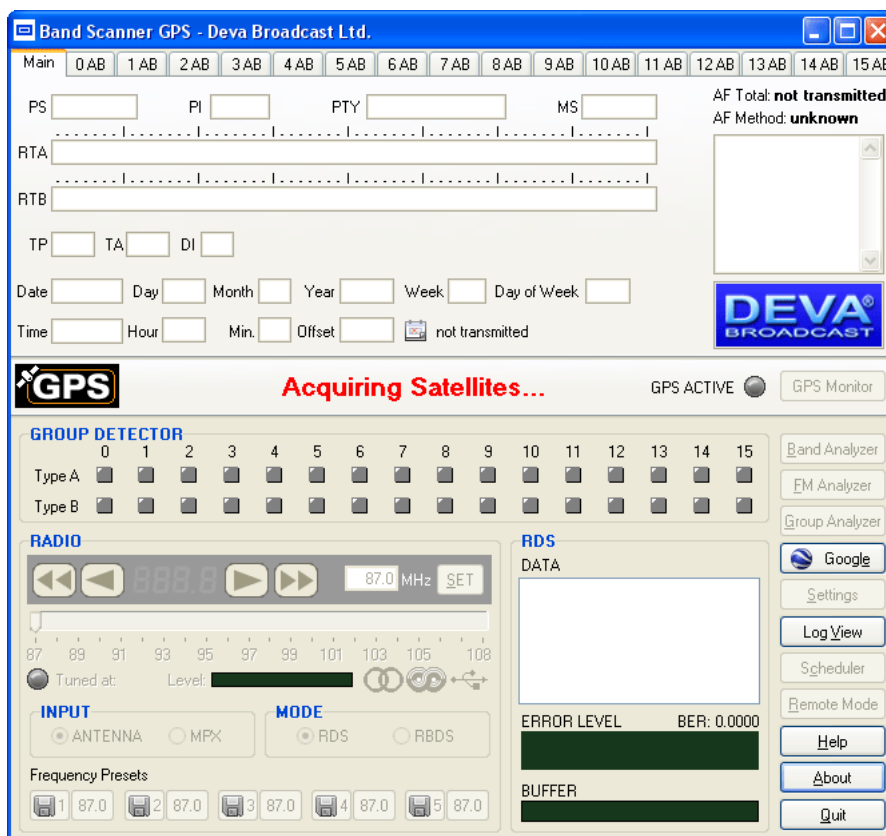 Band Scanner GPS - Deva Broadcast Ltd.
Main 0 AB 1 AB 2 AB 3 AB 4 AB 5 AB 6 AB 7 AB 8 AB 9 AB 10 AB 11 AB 12 AB 13 AB 14 AB 15 AB
PS PI PTY MS
AF Total: not transmitted
AF Method: unknown
RTA
RTB
TP TA DI
Date Day Month Year Week Day of Week
Time Hour Min. Offset not transmitted
DEVA®
BROADCAST
GPS Acquiring Satellites... GPS ACTIVE GPS Monitor
GROUP DETECTOR
0 1 2 3 4 5 6 7 8 9 10 11 12 13 14 15
Type A
Type B
Band Analyzer
FM Analyzer
Group Analyzer
Google
Settings
Log View
Scheduler
Remote Mode
Help
About
Quit
RADIO
888.8 87.0 MHz SET
87 89 91 93 95 97 99 101 103 105 108
Tuned at: Level:
INPUT
ANTENNA MPX
MODE
RDS RBDS
Frequency Presets
1 87.0 2 87.0 3 87.0 4 87.0 5 87.0
RDS
DATA
ERROR LEVEL BER: 0.0000
BUFFER